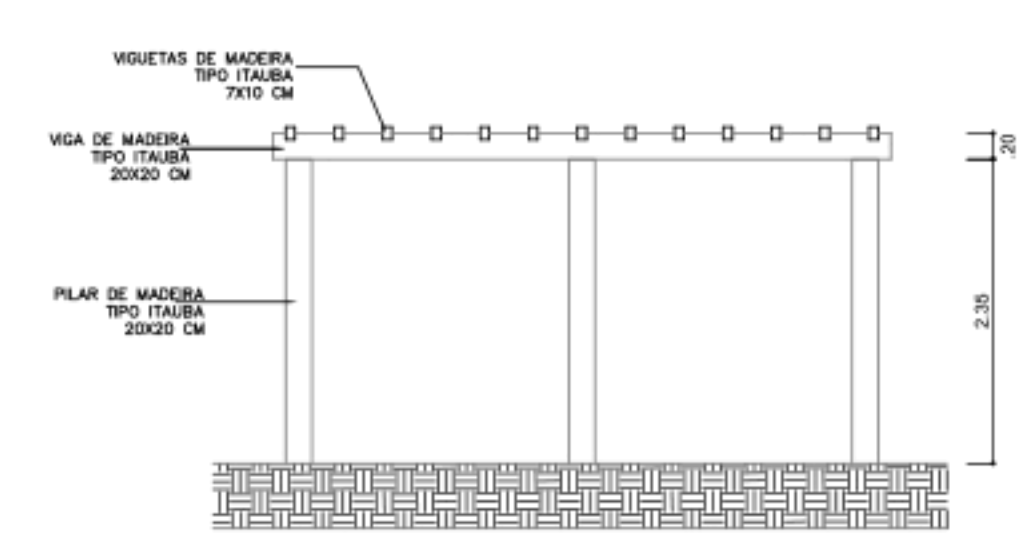 VIGUETAS DE MADEIRA
TIPO ITAUBA
7X10 CM
VIGA DE MADEIRA
TIPO ITAUBA
20X20 CM
.20
PILAR DE MADEIRA
TIPO ITAUBA
20X20 CM
2.35